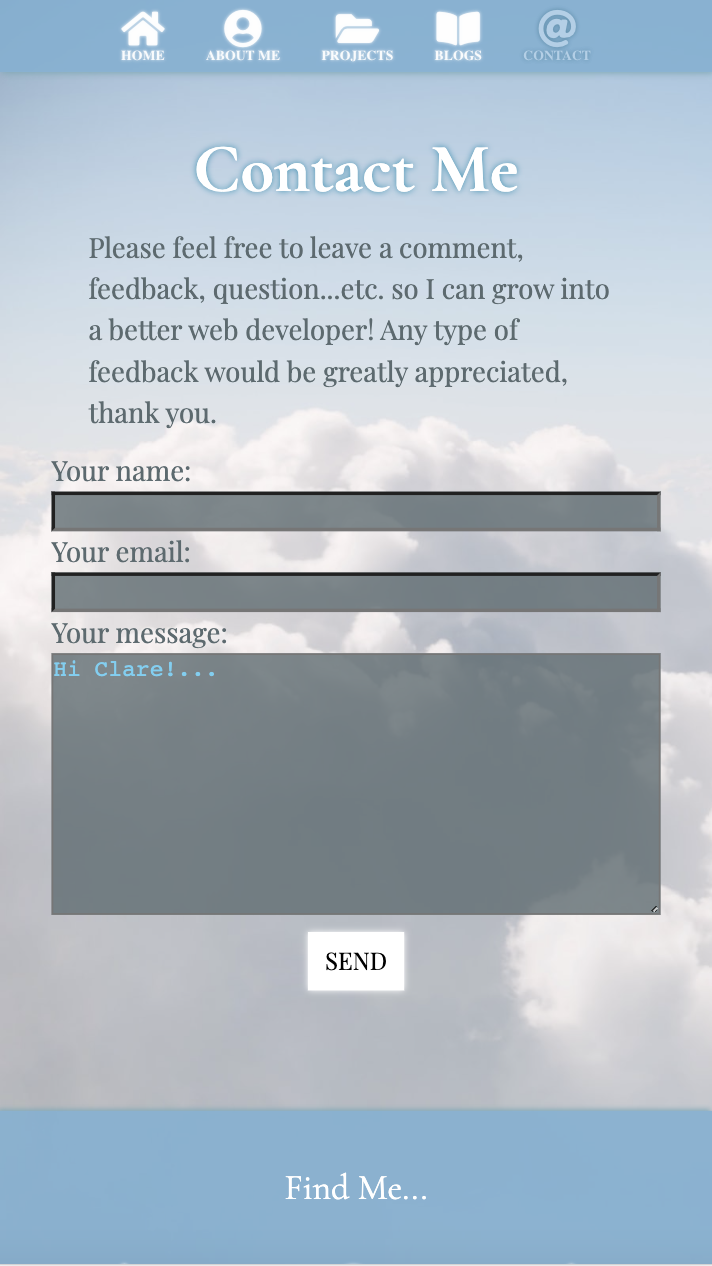 HOME ABOUT ME PROJECTS BLOGS CONTACT
Contact Me
Please feel free to leave a comment,
feedback, question...etc. so I can grow into
a better web developer! Any type of
feedback would be greatly appreciated,
thank you.
Your name:
Your email:
Your message:
Hi Clare!...
SEND
Find Me...